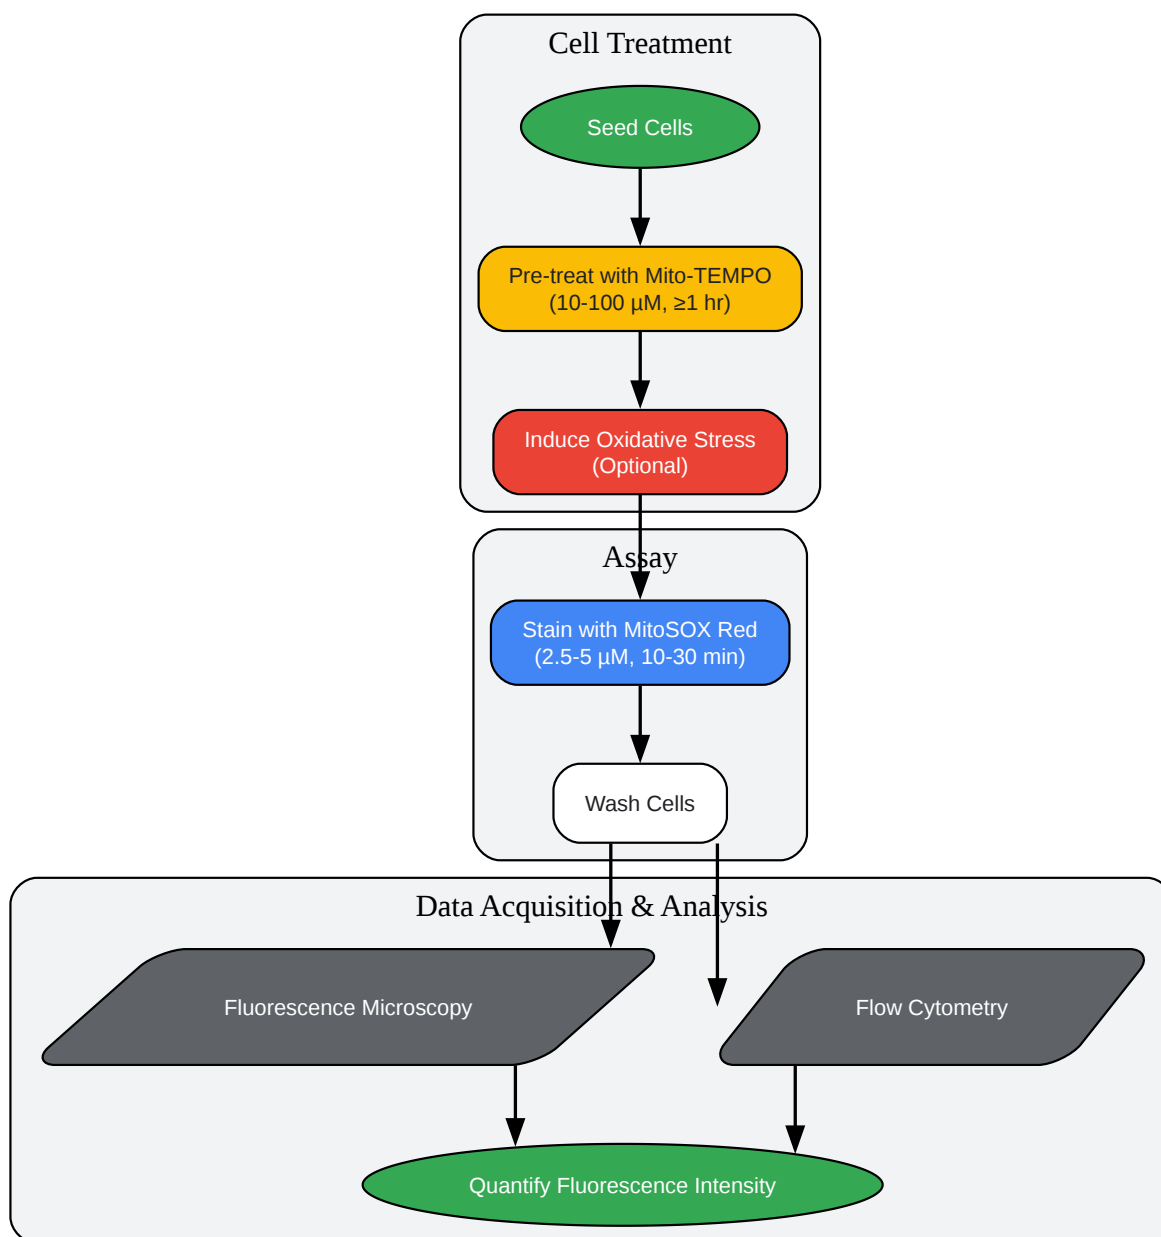 Cell Treatment
Seed Cells
Pre-treat with Mito-TEMPO
(10-100 µM, ≥1 hr)
Induce Oxidative Stress
(Optional)
Assay
Stain with MitoSOX Red
(2.5-5 µM, 10-30 min)
Wash Cells
Data Acquisition & Analysis
Fluorescence Microscopy
Flow Cytometry
Quantify Fluorescence Intensity